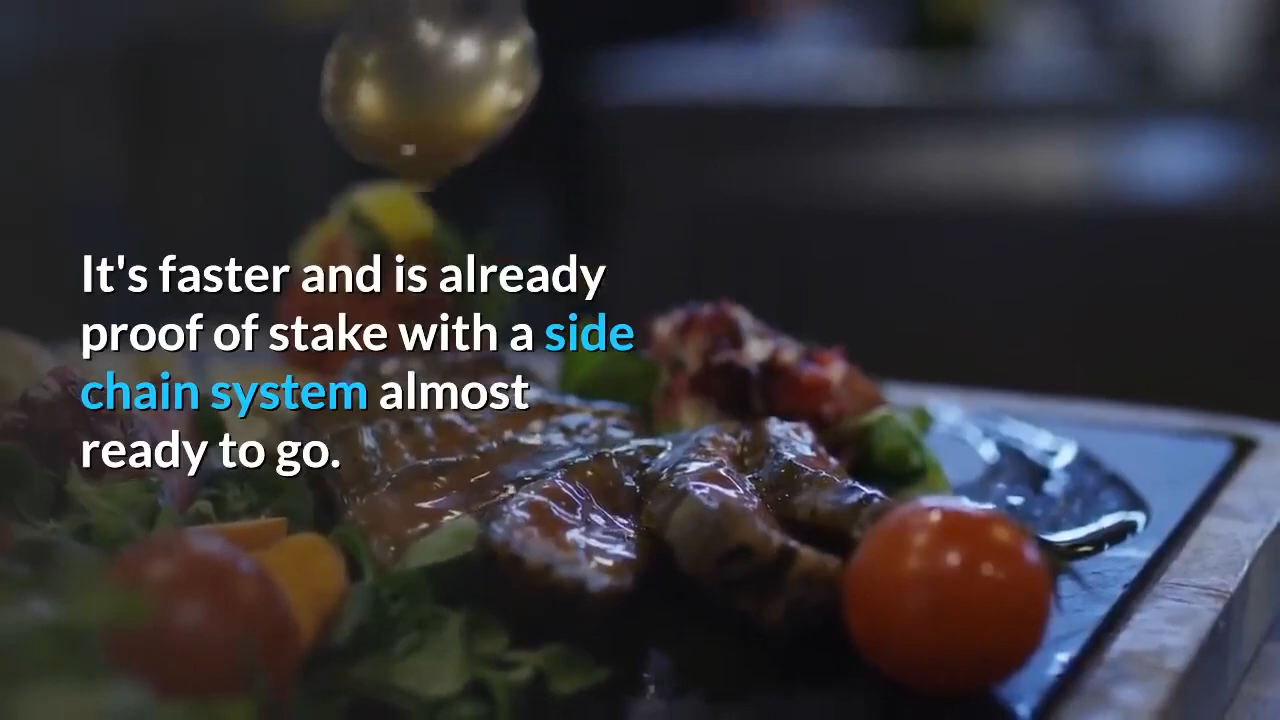 It's faster and is already
proof of stake with a side
chain system almost
ready to go.